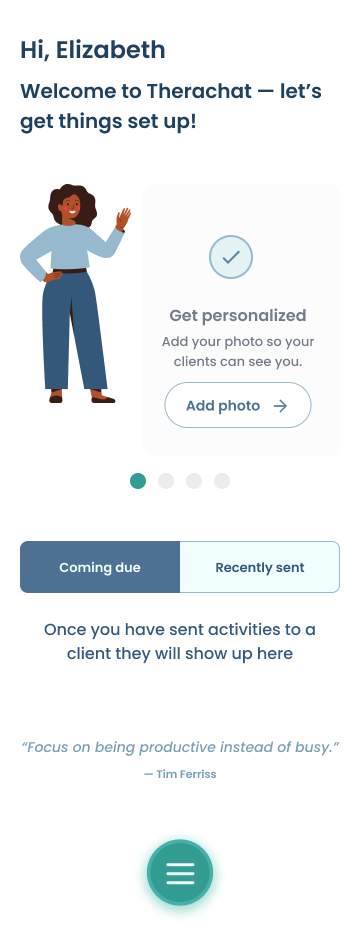 Hi, Elizabeth
Welcome to Therachat — let’s
get things set up!
Get personalized
Add your photo so your
clients can see you.
Add photo
Coming due
Recently sent
Once you have sent activities to a
client they will show up here
“Focus on being productive instead of busy.”
— Tim Ferriss